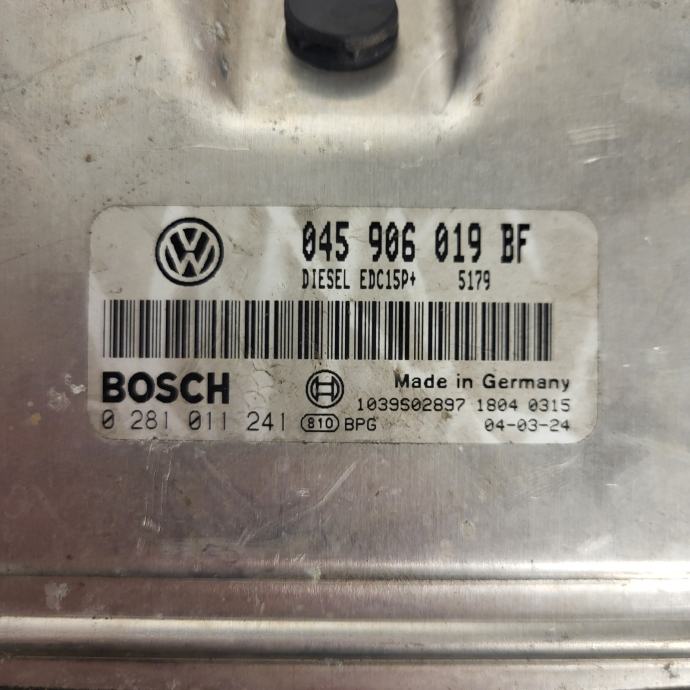 045 906 019 BF
DIESEL EDC15P+ 5179
BOSCH
Made in Germany
1039S02897 1804 0315
0 281 011 241 810 BPG 04-03-24